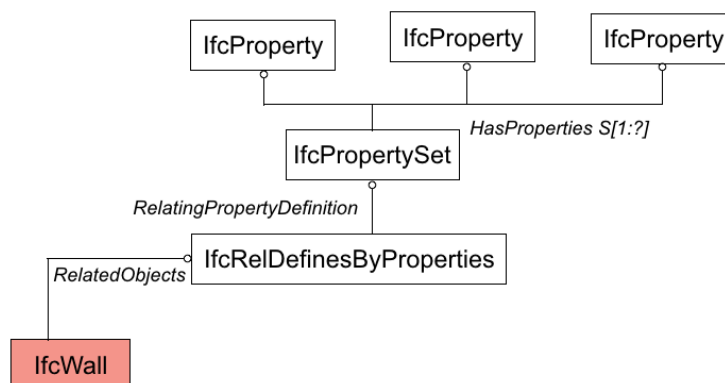 IfcProperty
IfcProperty
IfcProperty
HasProperties S[1:?]
IfcPropertySet
RelatingPropertyDefinition
IfcRelDefinesByProperties
RelatedObjects
IfcWall